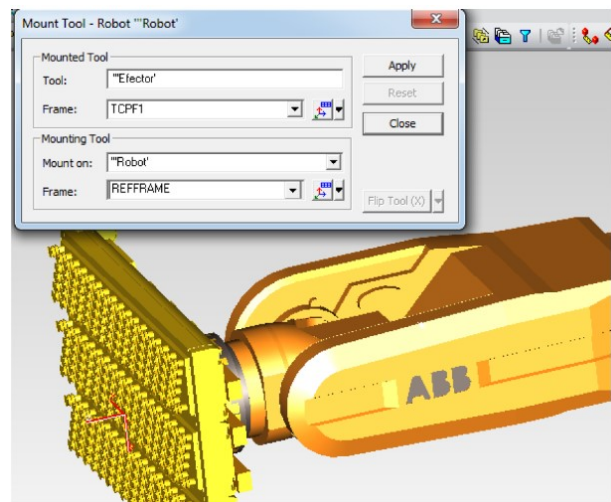 Mount Tool - Robot '''Robot'
Mounted Tool
Tool: '''Efector'
Frame: TCPF1
Mounting Tool
Mount on: '''Robot'
Frame: REFFRAME
Apply
Reset
Close
Flip Tool (X)
ABB